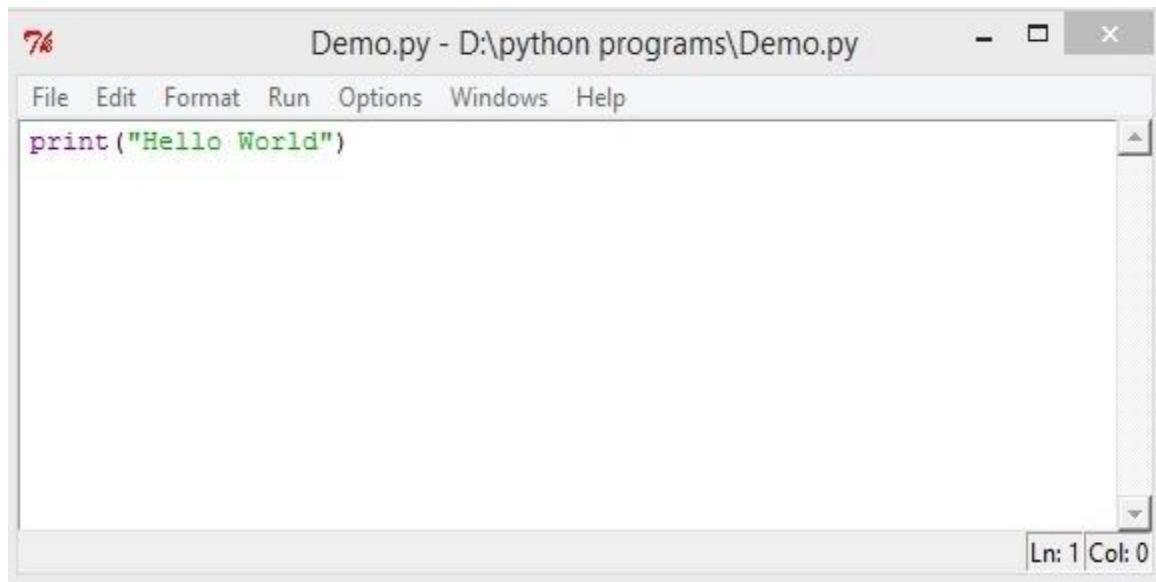 Demo.py - D:\python programs\Demo.py
File Edit Format Run Options Windows Help
print("Hello World")
Ln: 1 Col: 0